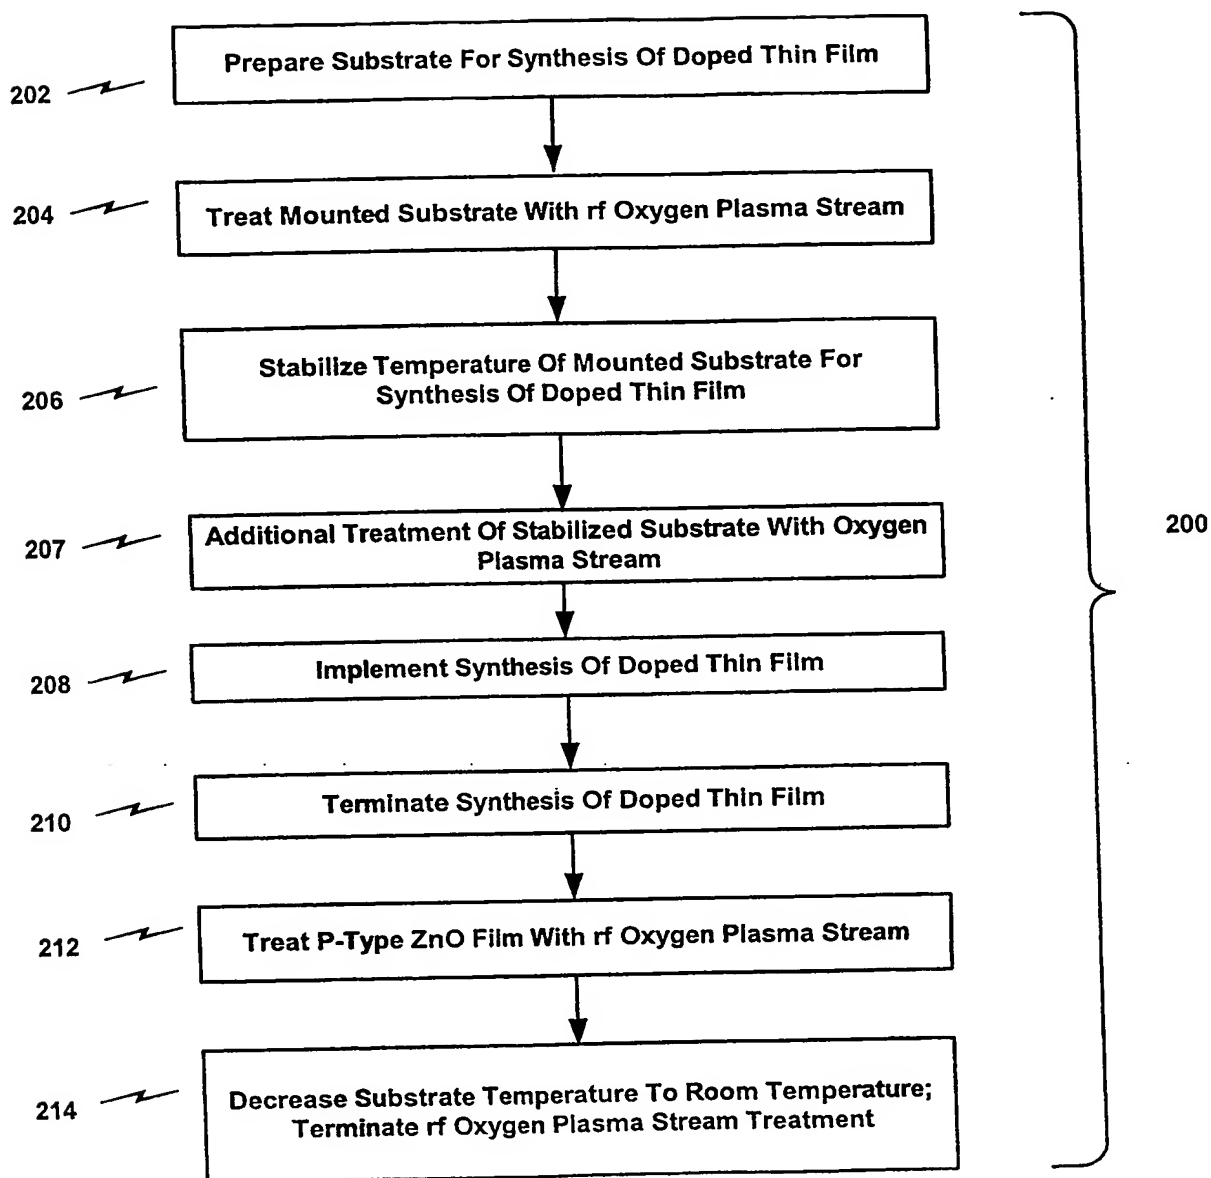 Prepare Substrate For Synthesis Of Doped Thin Film
202
Treat Mounted Substrate With rf Oxygen Plasma Stream
204
Stabilize Temperature Of Mounted Substrate For
Synthesis Of Doped Thin Film
206
Additional Treatment Of Stabilized Substrate With Oxygen
Plasma Stream
207
200
Implement Synthesis Of Doped Thin Film
208
Terminate Synthesis Of Doped Thin Film
210
Treat P-Type ZnO Film With rf Oxygen Plasma Stream
212
Decrease Substrate Temperature To Room Temperature;
Terminate rf Oxygen Plasma Stream Treatment
214